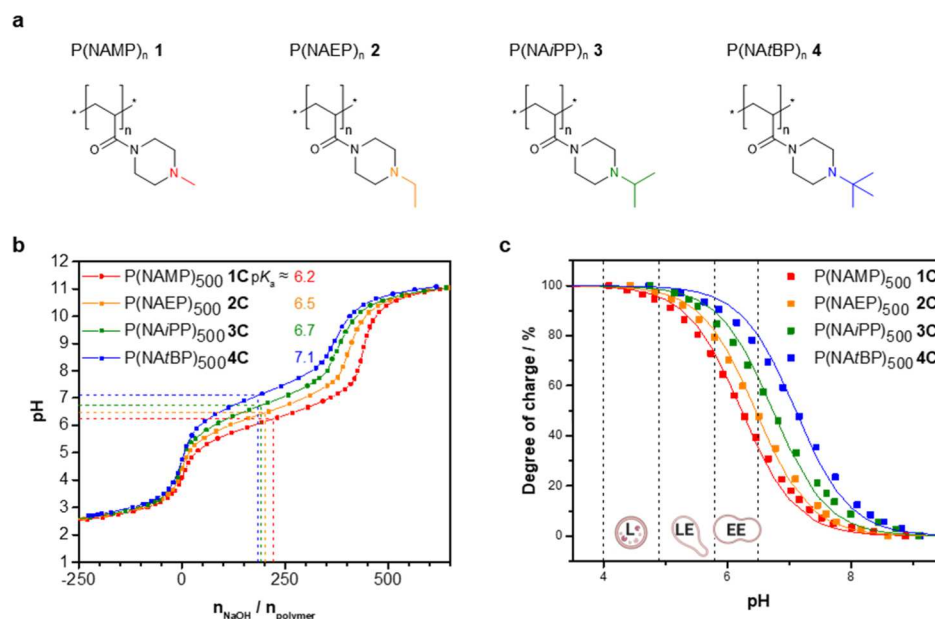 a
P(NAMP)n 1
P(NAEP)n 2
P(NAiPP)n 3
P(NAtBP)n 4
* n *
O N
N
* n *
O N
N
* n *
O N
N
* n *
O N
N
b
12
11
10
9
8
7
6
5
4
3
2
1
pH
P(NAMP)500 1C pKa ≈ 6.2
P(NAEP)500 2C 6.5
P(NAiPP)500 3C 6.7
P(NAtBP)500 4C 7.1
-250 0 250 500
nNaOH / npolymer
c
100
80
60
40
20
0
Degree of charge / %
P(NAMP)500 1C
P(NAEP)500 2C
P(NAiPP)500 3C
P(NAtBP)500 4C
L LE EE
4 6 8
pH